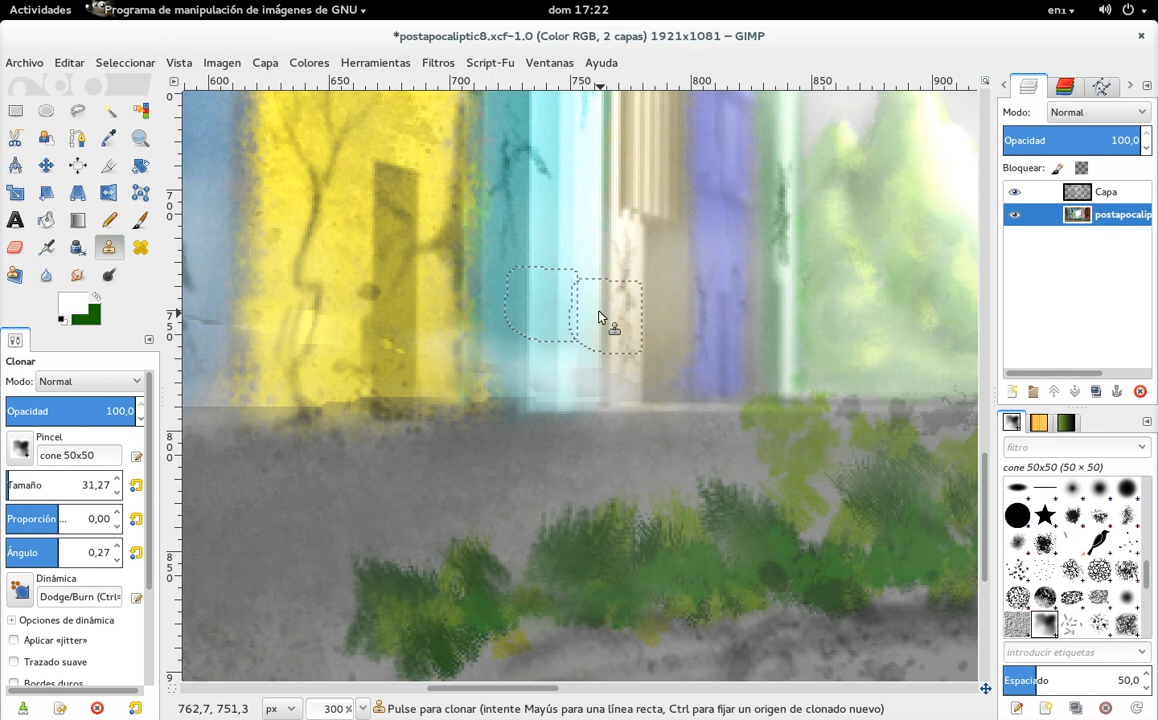 Actividades Programa de manipulación de imágenes de GNU dom 17:22 en₁
*postapocaliptic8.xcf-1.0 (Color RGB, 2 capas) 1921x1081 – GIMP
Archivo Editar Seleccionar Vista Imagen Capa Colores Herramientas Filtros Script-Fu Ventanas Ayuda
600 650 700 750 800 850 900
0
700
750
800
850
9
Clonar
Modo: Normal
Opacidad 100,0
Pincel
cone 50x50
Tamaño 31,27
Proporción ... 0,00
Ángulo 0,27
Dinámica
Dodge/Burn (Ctrl=
Opciones de dinámica
Aplicar «jitter»
Trazado suave
Bordes duros
762,7, 751,3 px 300 % Pulse para clonar (intente Mayús para una línea recta, Ctrl para fijar un origen de clonado nuevo)
Modo: Normal
Opacidad 100,0
Bloquear:
Capa
postapocalip
filtro
cone 50x50 (50 × 50)
introducir etiquetas
Espaciado 50,0